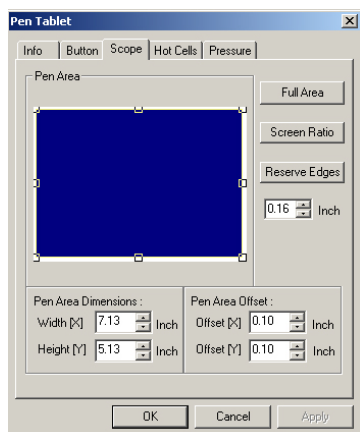 Pen Tablet
Info Button Scope Hot Cells Pressure
Pen Area
Full Area
Screen Ratio
Reserve Edges
0.16 Inch
Pen Area Dimensions : Pen Area Offset :
Width [X] 7.13 Inch Offset [X] 0.10 Inch
Height [Y] 5.13 Inch Offset [Y] 0.10 Inch
OK Cancel Apply